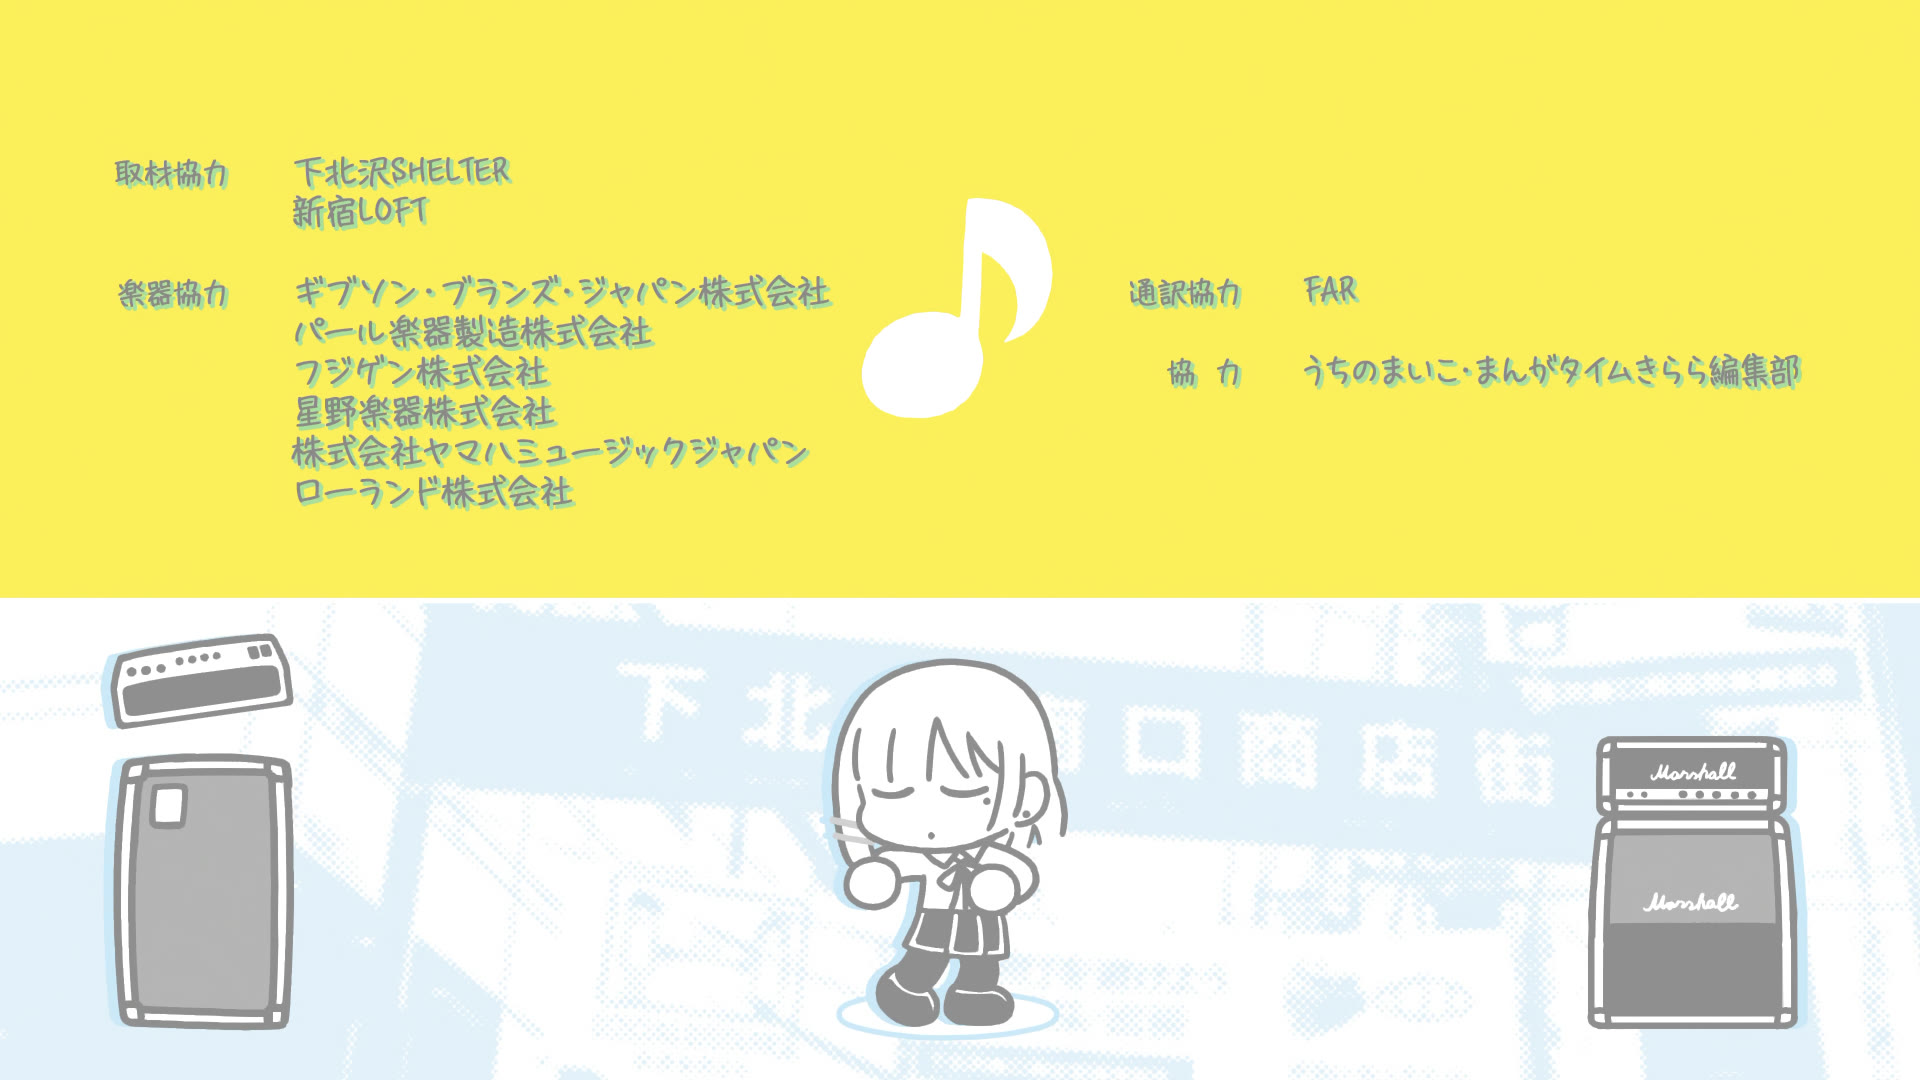 取材協力 下北沢SHELTER
新宿LOFT
楽器協力 ギブソン・ブランズ・ジャパン株式会社
パール楽器製造株式会社
フジゲン株式会社
星野楽器株式会社
株式会社ヤマハミュージックジャパン
ローランド株式会社
通訳協力 FAR
協力 うちのまいこ・まんがタイムきらら編集部
下北
口商店街
Marshall
Marshall